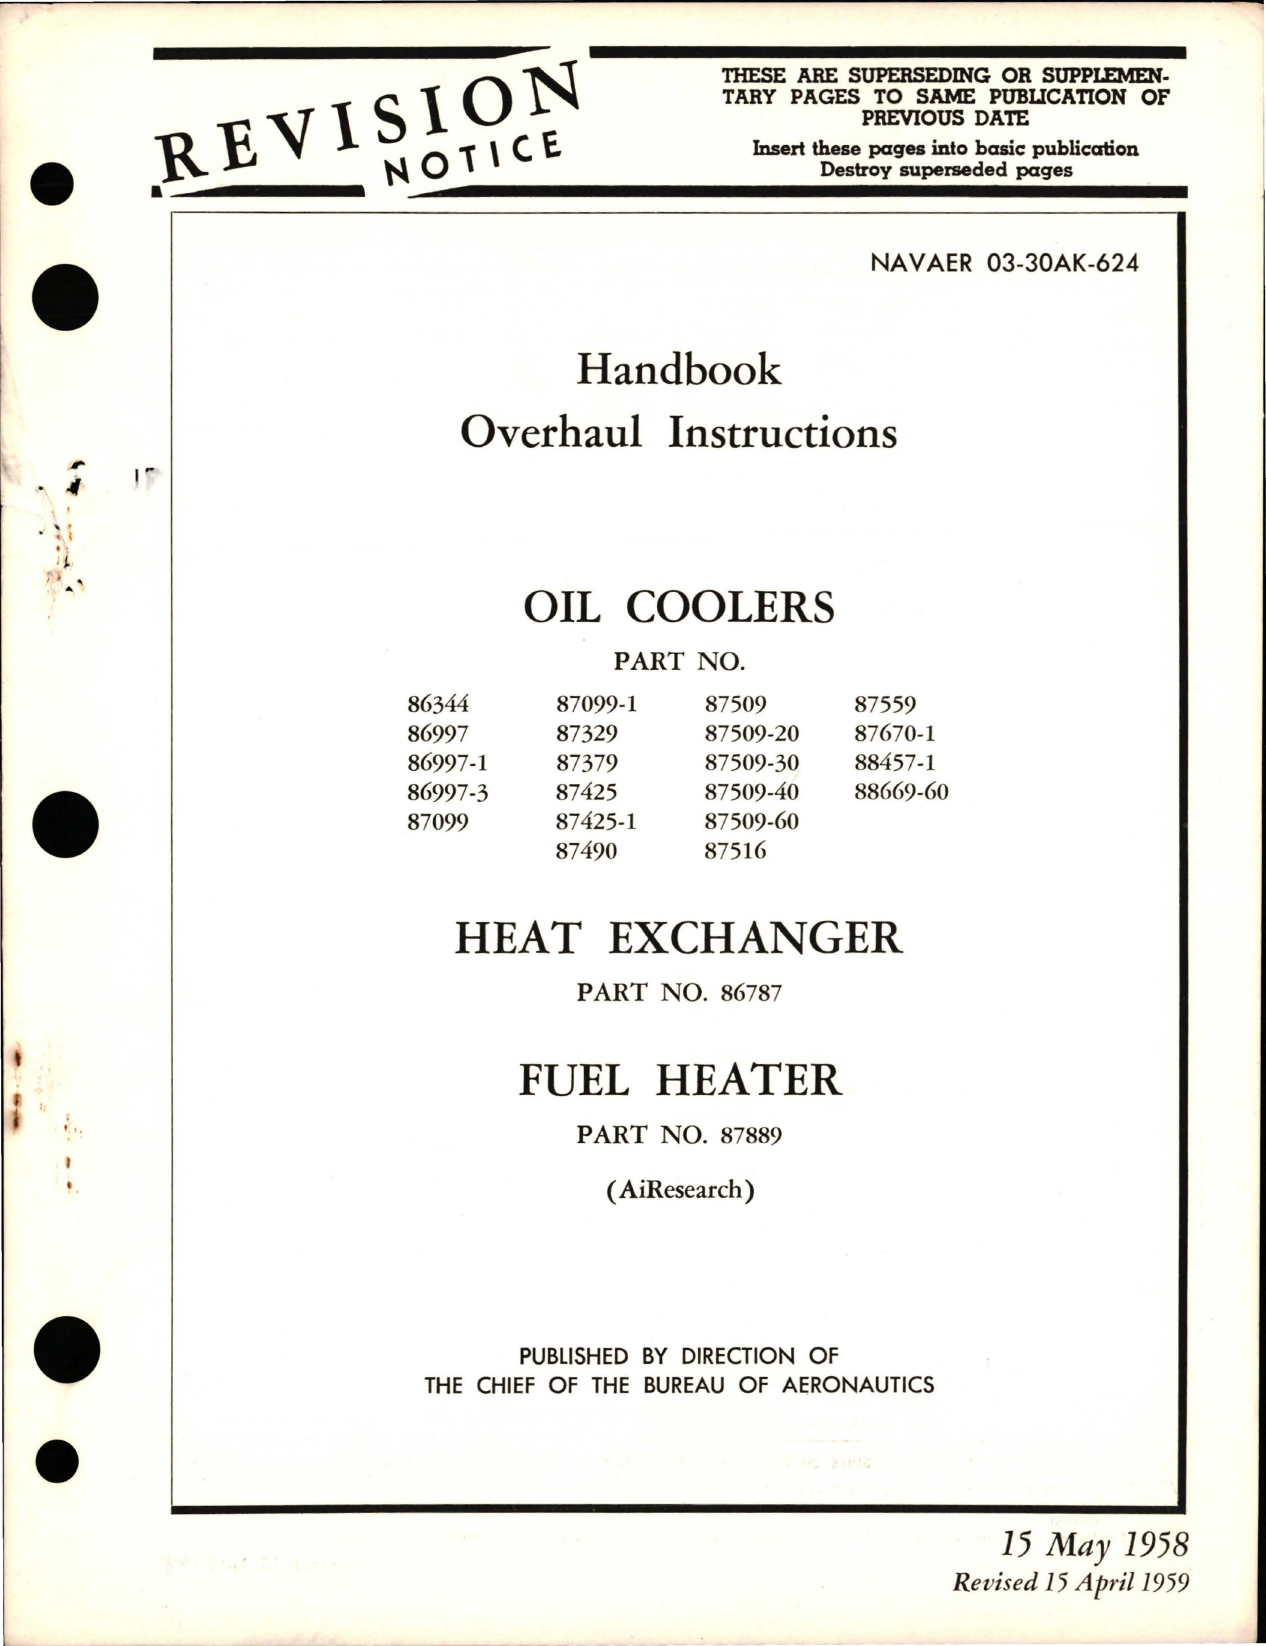 REVISION
NOTICE
THESE ARE SUPERSEDING OR SUPPLEMEN-
TARY PAGES TO SAME PUBLICATION OF
PREVIOUS DATE
Insert these pages into basic publication
Destroy superseded pages
NAVAER 03-30AK-624
Handbook
Overhaul Instructions
OIL COOLERS
PART NO.
86344 87099-1 87509 87559
86997 87329 87509-20 87670-1
86997-1 87379 87509-30 88457-1
86997-3 87425 87509-40 88669-60
87099 87425-1 87509-60
87490 87516
HEAT EXCHANGER
PART NO. 86787
FUEL HEATER
PART NO. 87889
(AiResearch)
PUBLISHED BY DIRECTION OF
THE CHIEF OF THE BUREAU OF AERONAUTICS
15 May 1958
Revised 15 April 1959